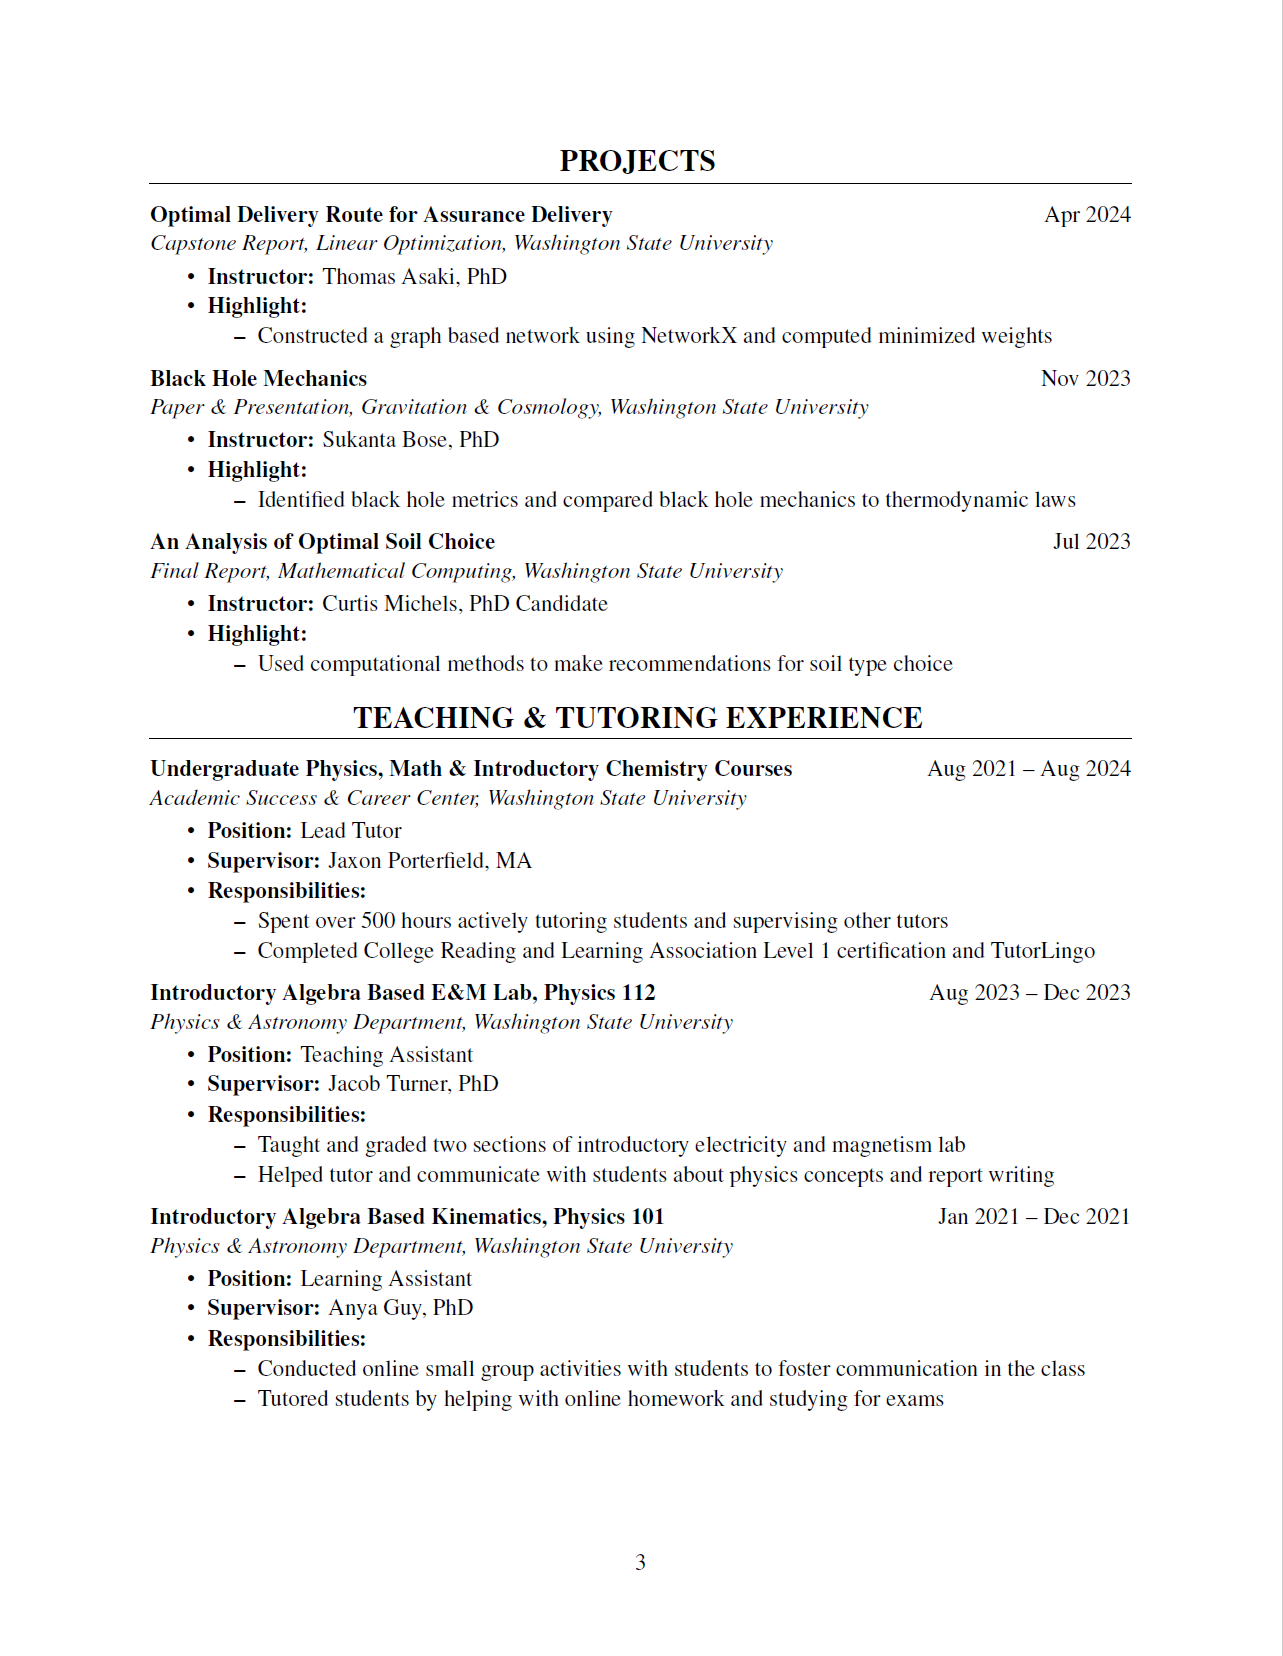 PROJECTS
Optimal Delivery Route for Assurance Delivery Apr 2024
Capstone Report, Linear Optimization, Washington State University
• Instructor: Thomas Asaki, PhD
• Highlight:
– Constructed a graph based network using NetworkX and computed minimized weights
Black Hole Mechanics Nov 2023
Paper & Presentation, Gravitation & Cosmology, Washington State University
• Instructor: Sukanta Bose, PhD
• Highlight:
– Identified black hole metrics and compared black hole mechanics to thermodynamic laws
An Analysis of Optimal Soil Choice Jul 2023
Final Report, Mathematical Computing, Washington State University
• Instructor: Curtis Michels, PhD Candidate
• Highlight:
– Used computational methods to make recommendations for soil type choice
TEACHING & TUTORING EXPERIENCE
Undergraduate Physics, Math & Introductory Chemistry Courses Aug 2021 – Aug 2024
Academic Success & Career Center, Washington State University
• Position: Lead Tutor
• Supervisor: Jaxon Porterfield, MA
• Responsibilities:
– Spent over 500 hours actively tutoring students and supervising other tutors
– Completed College Reading and Learning Association Level 1 certification and TutorLingo
Introductory Algebra Based E&M Lab, Physics 112 Aug 2023 – Dec 2023
Physics & Astronomy Department, Washington State University
• Position: Teaching Assistant
• Supervisor: Jacob Turner, PhD
• Responsibilities:
– Taught and graded two sections of introductory electricity and magnetism lab
– Helped tutor and communicate with students about physics concepts and report writing
Introductory Algebra Based Kinematics, Physics 101 Jan 2021 – Dec 2021
Physics & Astronomy Department, Washington State University
• Position: Learning Assistant
• Supervisor: Anya Guy, PhD
• Responsibilities:
– Conducted online small group activities with students to foster communication in the class
– Tutored students by helping with online homework and studying for exams
3